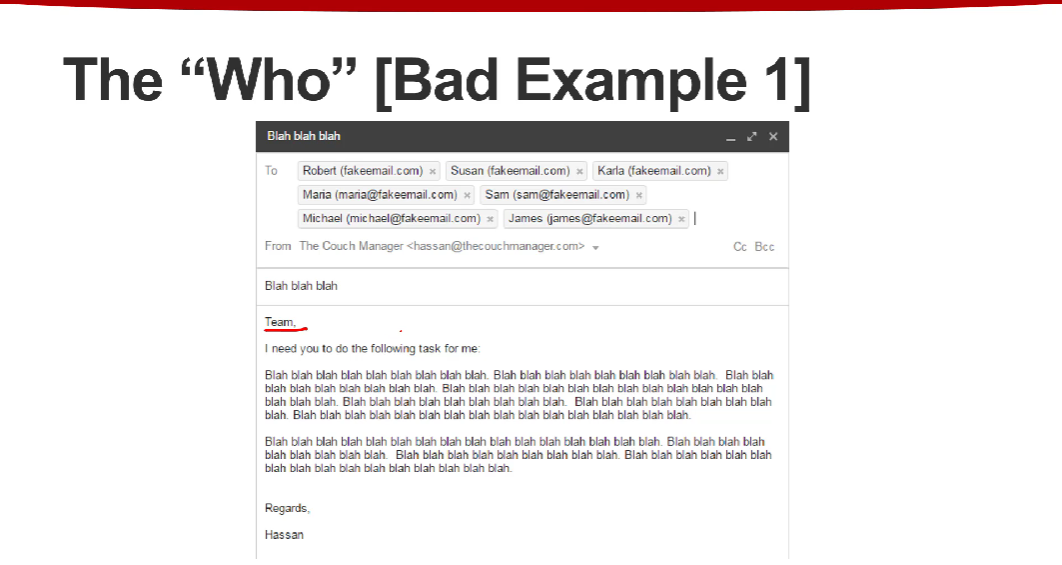 The “Who” [Bad Example 1]
Blah blah blah
To Robert (fakeemail.com) × Susan (fakeemail.com) × Karla (fakeemail.com) ×
Maria (maria@fakeemail.com) × Sam (sam@fakeemail.com) ×
Michael (michael@fakeemail.com) × James (james@fakeemail.com) ×
From The Couch Manager <hassan@thecouchmanager.com> Cc Bcc
Blah blah blah
Team,
I need you to do the following task for me:
Blah blah blah blah blah blah blah blah blah. Blah blah blah blah blah blah blah blah blah. Blah blah
blah blah blah blah blah blah blah. Blah blah blah blah blah blah blah blah blah blah blah blah blah
blah blah blah. Blah blah blah blah blah blah blah blah blah. Blah blah blah blah blah blah blah blah
blah. Blah blah blah blah blah blah blah blah blah blah blah blah blah blah blah blah.
Blah blah blah blah blah blah blah blah blah blah blah blah blah blah blah blah. Blah blah blah blah
blah blah blah blah blah. Blah blah blah blah blah blah blah blah blah. Blah blah blah blah blah blah
blah blah blah blah blah blah blah blah blah blah.
Regards,
Hassan